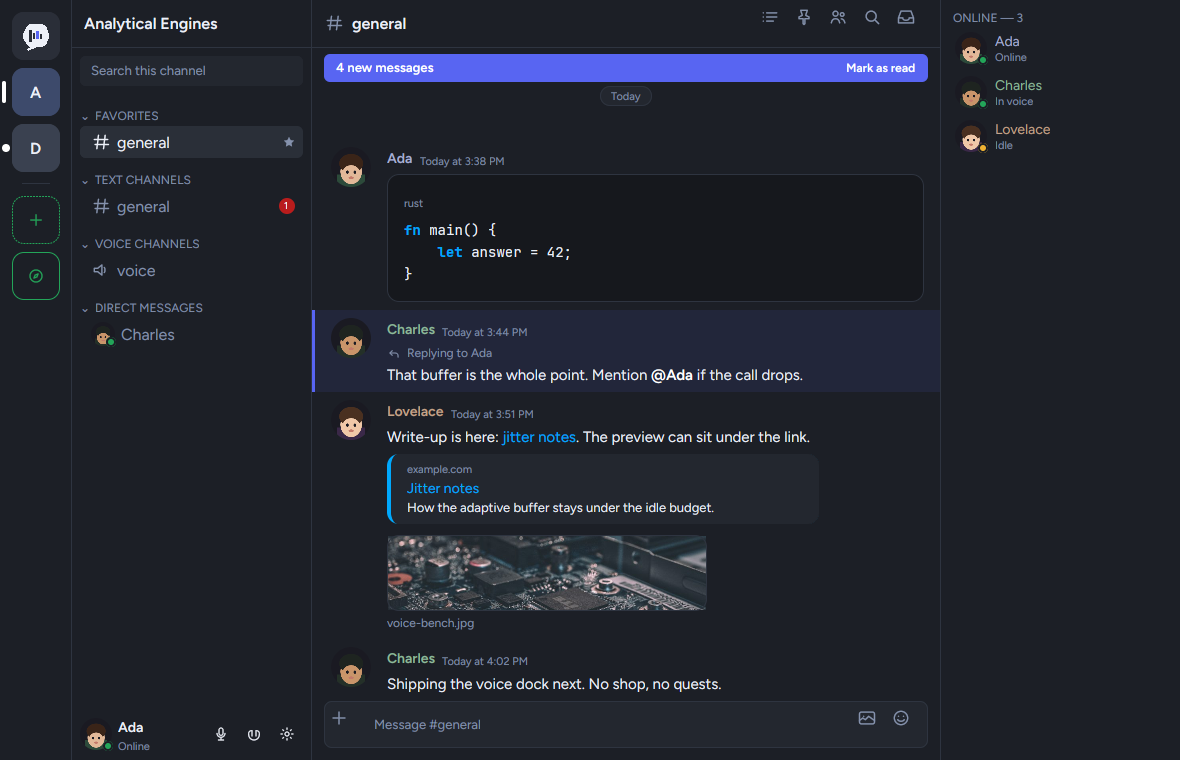 Analytical Engines
general
A
D
Search this channel
FAVORITES
general
TEXT CHANNELS
general
1
VOICE CHANNELS
voice
DIRECT MESSAGES
Charles
Ada
Online
4 new messages
Mark as read
Today
Ada Today at 3:38 PM
rust
fn main() {
    let answer = 42;
}
Charles Today at 3:44 PM
Replying to Ada
That buffer is the whole point. Mention @Ada if the call drops.
Lovelace Today at 3:51 PM
Write-up is here: jitter notes. The preview can sit under the link.
example.com
Jitter notes
How the adaptive buffer stays under the idle budget.
voice-bench.jpg
Charles Today at 4:02 PM
Shipping the voice dock next. No shop, no quests.
Message #general
ONLINE — 3
Ada
Online
Charles
In voice
Lovelace
Idle